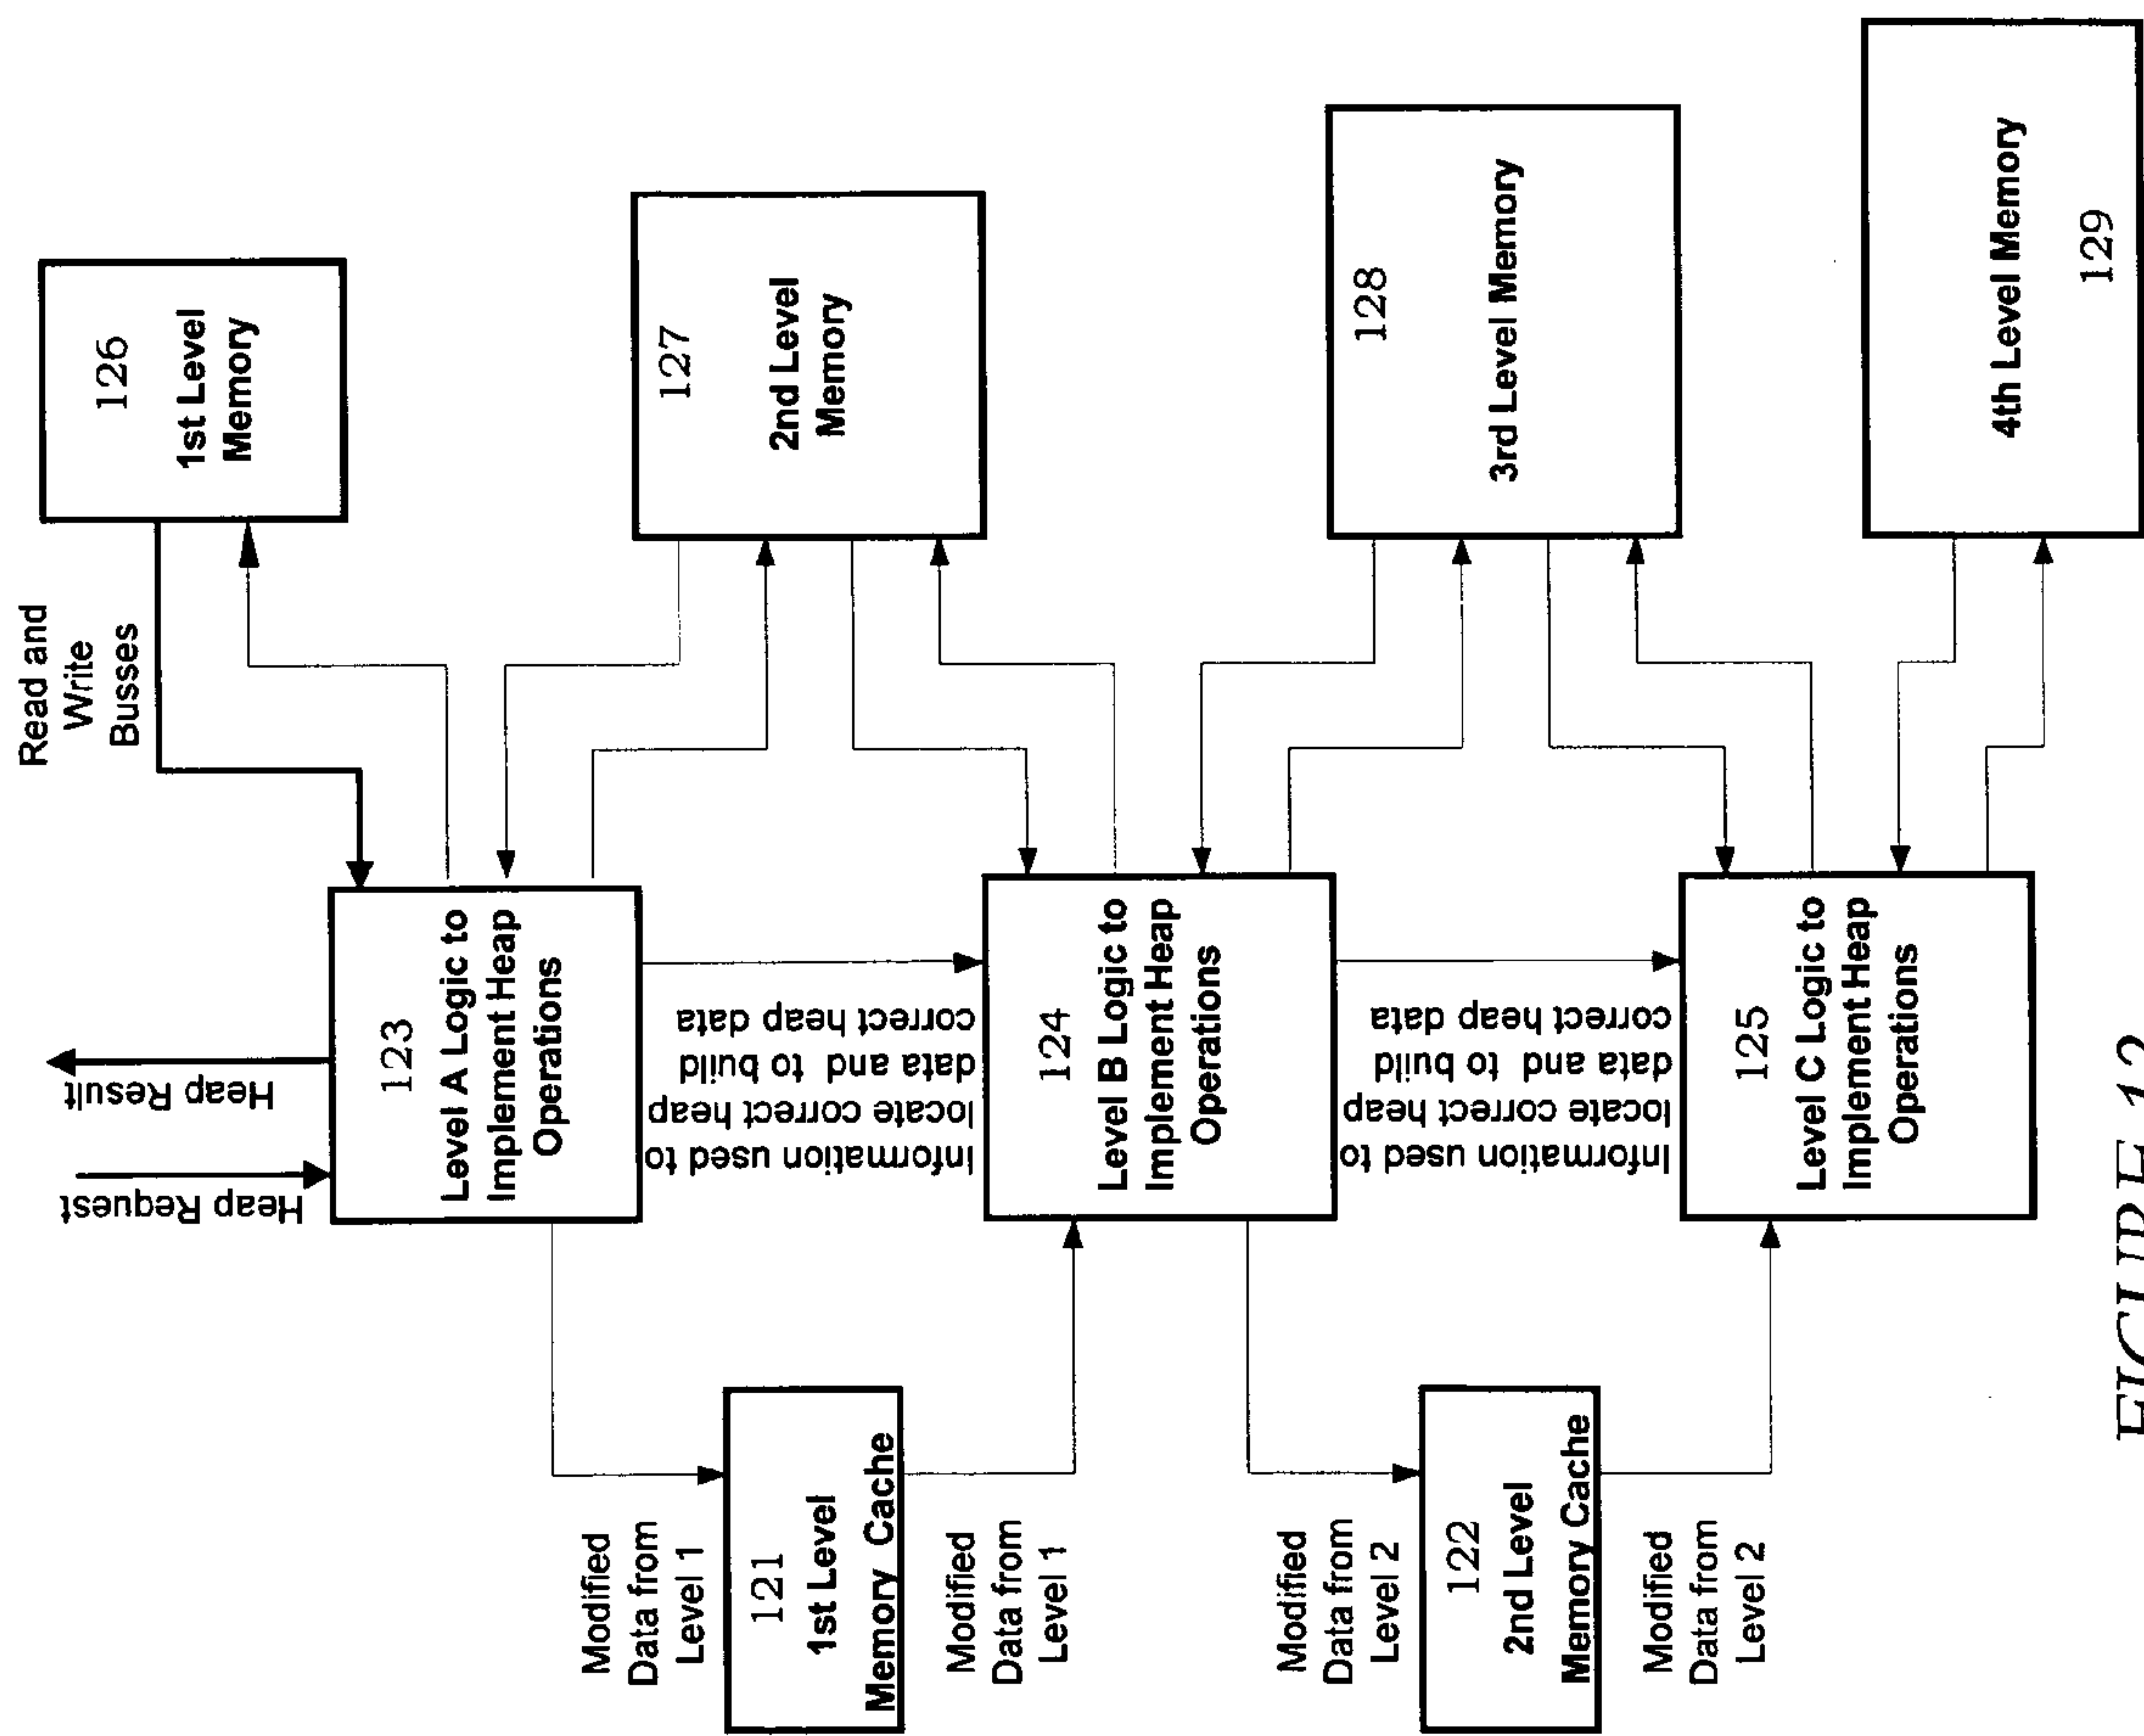 Heap Request
Heap Result
Read and
Write
Busses
123
Level A Logic to
Implement Heap
Operations
126
1st Level
Memory
Modified
Data from
Level 1
121
1st Level
Memory Cache
Modified
Data from
Level 1
Information used to
locate correct heap
data and to build
correct heap data
127
2nd Level
Memory
124
Level B Logic to
Implement Heap
Operations
Modified
Data from
Level 2
122
2nd Level
Memory Cache
Modified
Data from
Level 2
Information used to
locate correct heap
data and to build
correct heap data
128
3rd Level Memory
125
Level C Logic to
Implement Heap
Operations
4th Level Memory
129
FIGURE 12